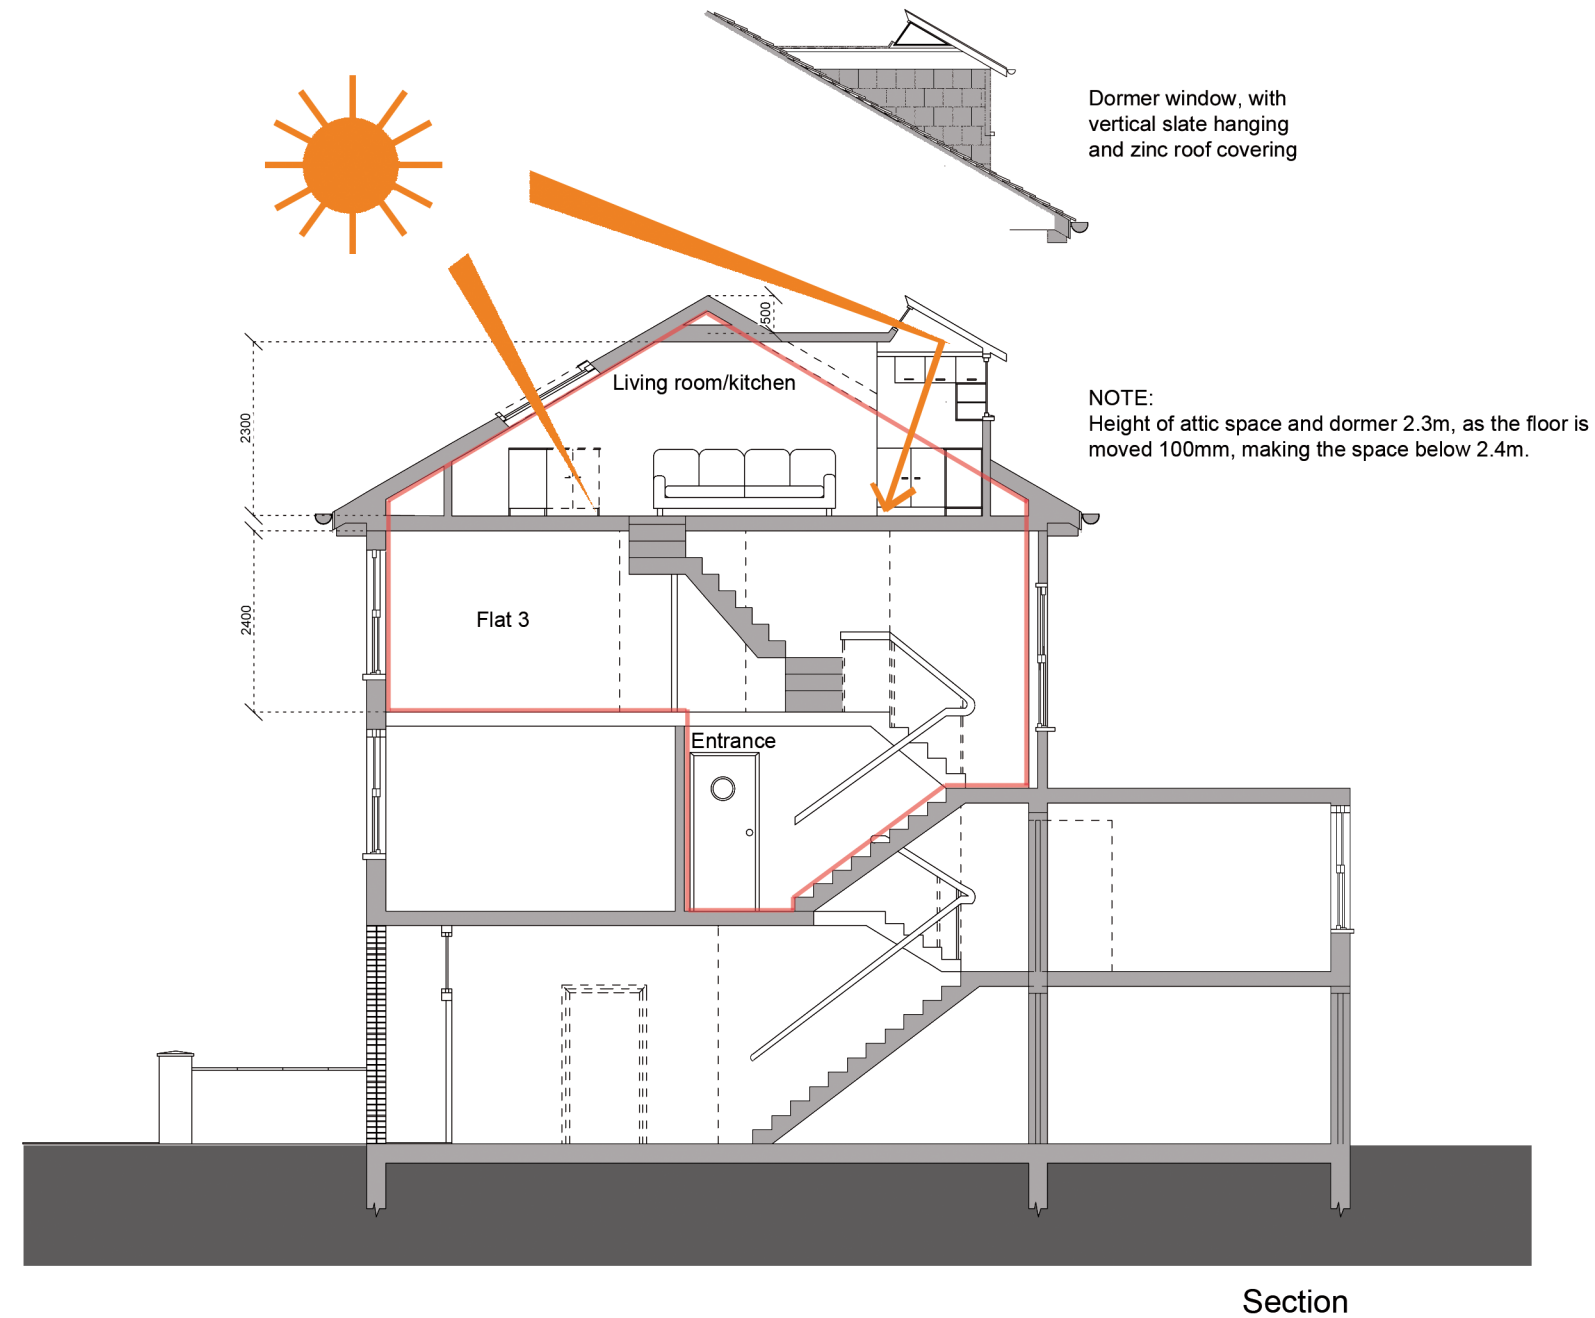 Dormer window, with
vertical slate hanging
and zinc roof covering
500
2300
Living room/kitchen
NOTE:
Height of attic space and dormer 2.3m, as the floor is
moved 100mm, making the space below 2.4m.
2400
Flat 3
Entrance
Section